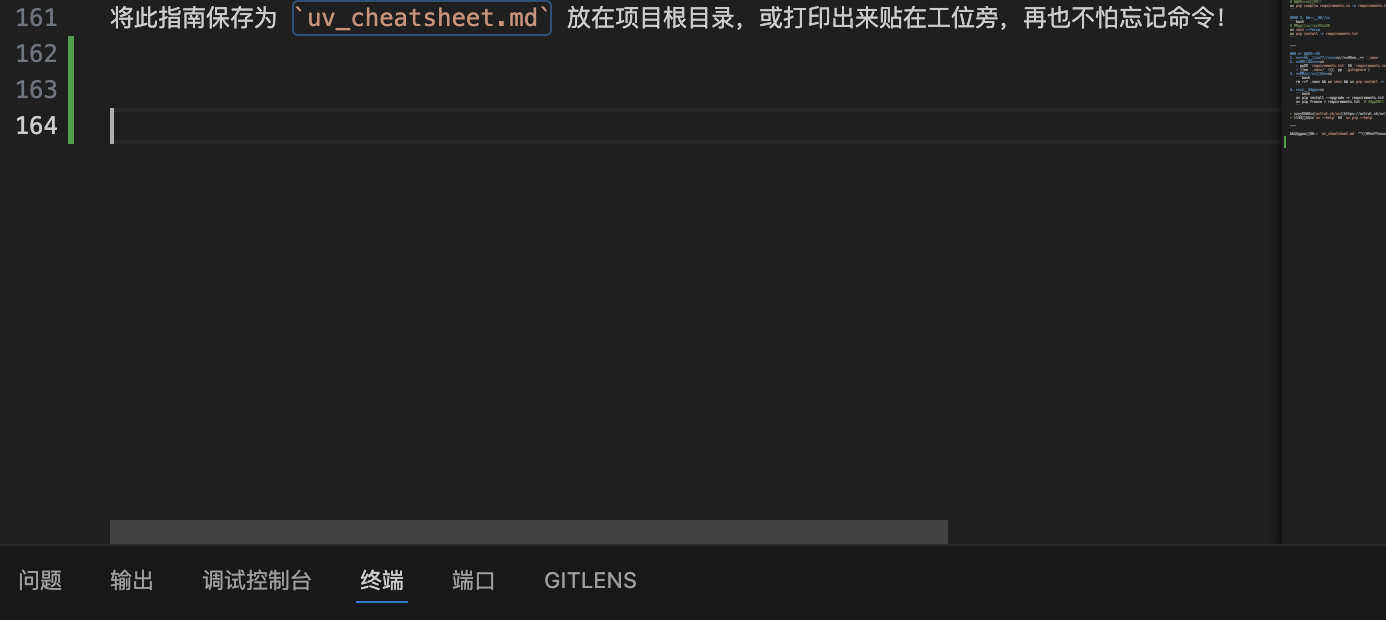 161 将此指南保存为 `uv_cheatsheet.md` 放在项目根目录，或打印出来贴在工位旁，再也不怕忘记命令！
162
163
164
问题 输出 调试控制台 终端 端口 GITLENS